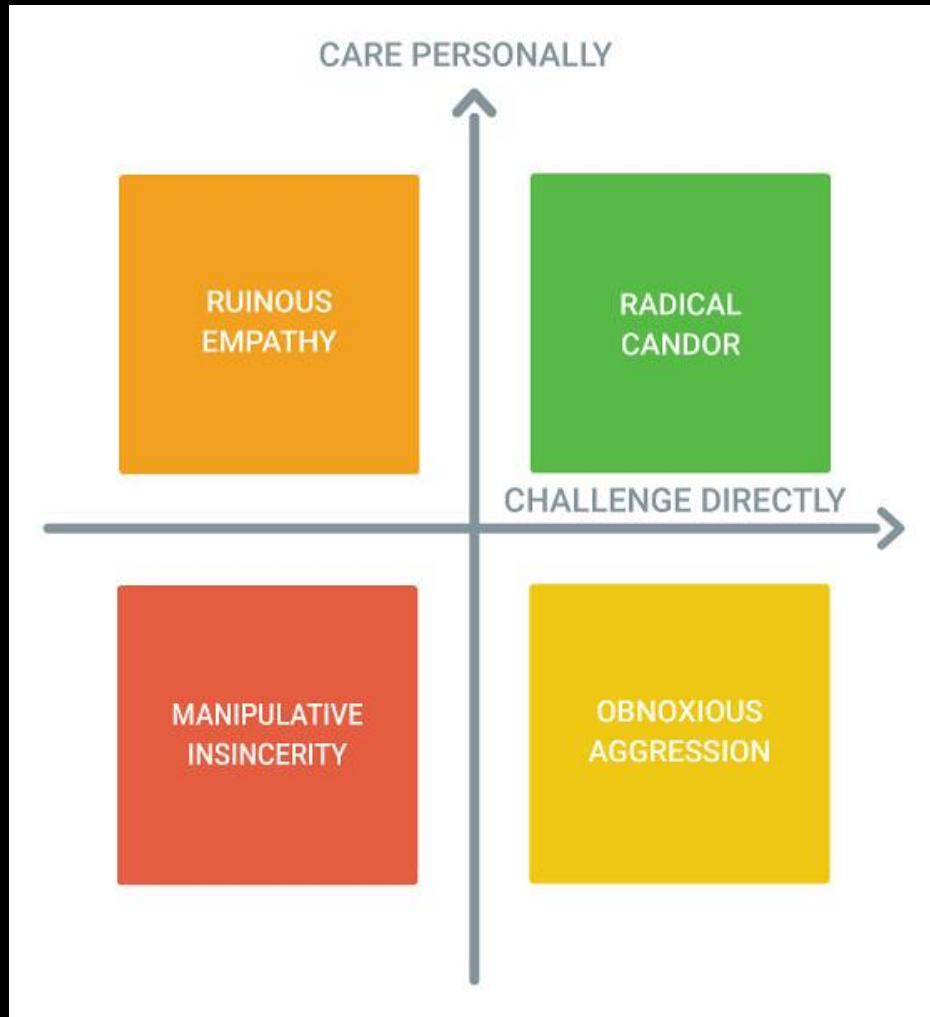 CARE PERSONALLY
RUINOUS
EMPATHY
RADICAL
CANDOR
CHALLENGE DIRECTLY
MANIPULATIVE
INSINCERITY
OBNOXIOUS
AGGRESSION